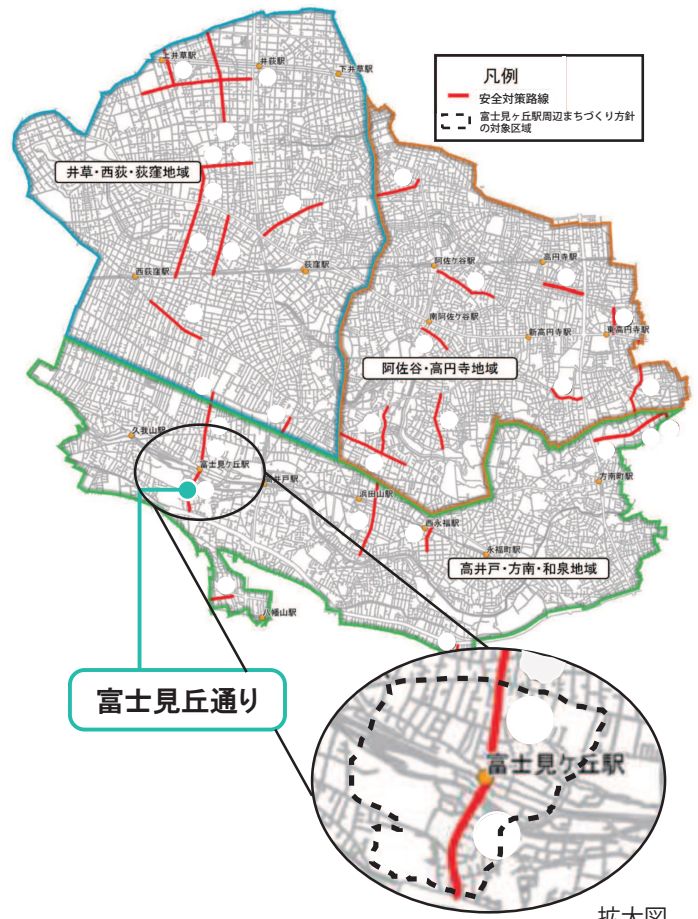 上井草駅
井荻駅
下井草駅
凡例
安全対策路線
富士見ヶ丘駅周辺まちづくり方針
の対象区域
井草・西荻・荻窪地域
西荻窪駅
荻窪駅
阿佐ケ谷駅
高円寺駅
南阿佐ケ谷駅
新高円寺駅
東高円寺駅
阿佐谷・高円寺地域
久我山駅
富士見ケ丘駅
高井戸駅
浜田山駅
西永福駅
方南町駅
永福町駅
高井戸・方南・和泉地域
八幡山駅
富士見丘通り
富士見ケ丘駅
拡大図